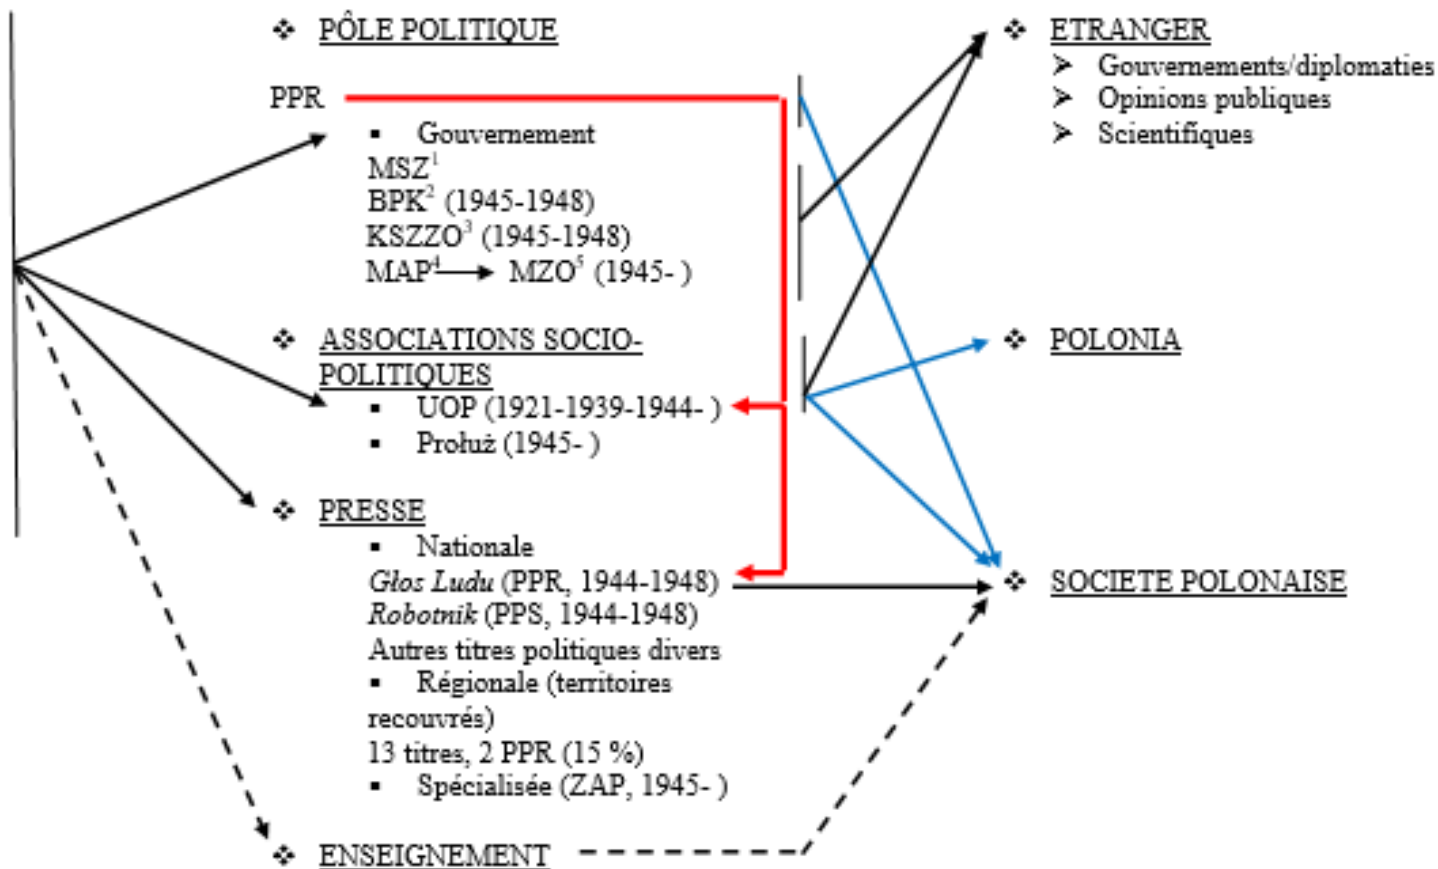 ❖ PÔLE POLITIQUE
PPR
▪ Gouvernement
MSZ¹
BPK² (1945-1948)
KSZZO³ (1945-1948)
MAP⁴ → MZO⁵ (1945- )
❖ ASSOCIATIONS SOCIO-
POLITIQUES
▪ UOP (1921-1939-1944- )
▪ Prołuż (1945- )
❖ PRESSE
▪ Nationale
Głos Ludu (PPR, 1944-1948)
Robotnik (PPS, 1944-1948)
Autres titres politiques divers
▪ Régionale (territoires
recouvrés)
13 titres, 2 PPR (15 %)
▪ Spécialisée (ZAP, 1945- )
❖ ENSEIGNEMENT
❖ ETRANGER
➢ Gouvernements/diplomaties
➢ Opinions publiques
➢ Scientifiques
❖ POLONIA
❖ SOCIETE POLONAISE